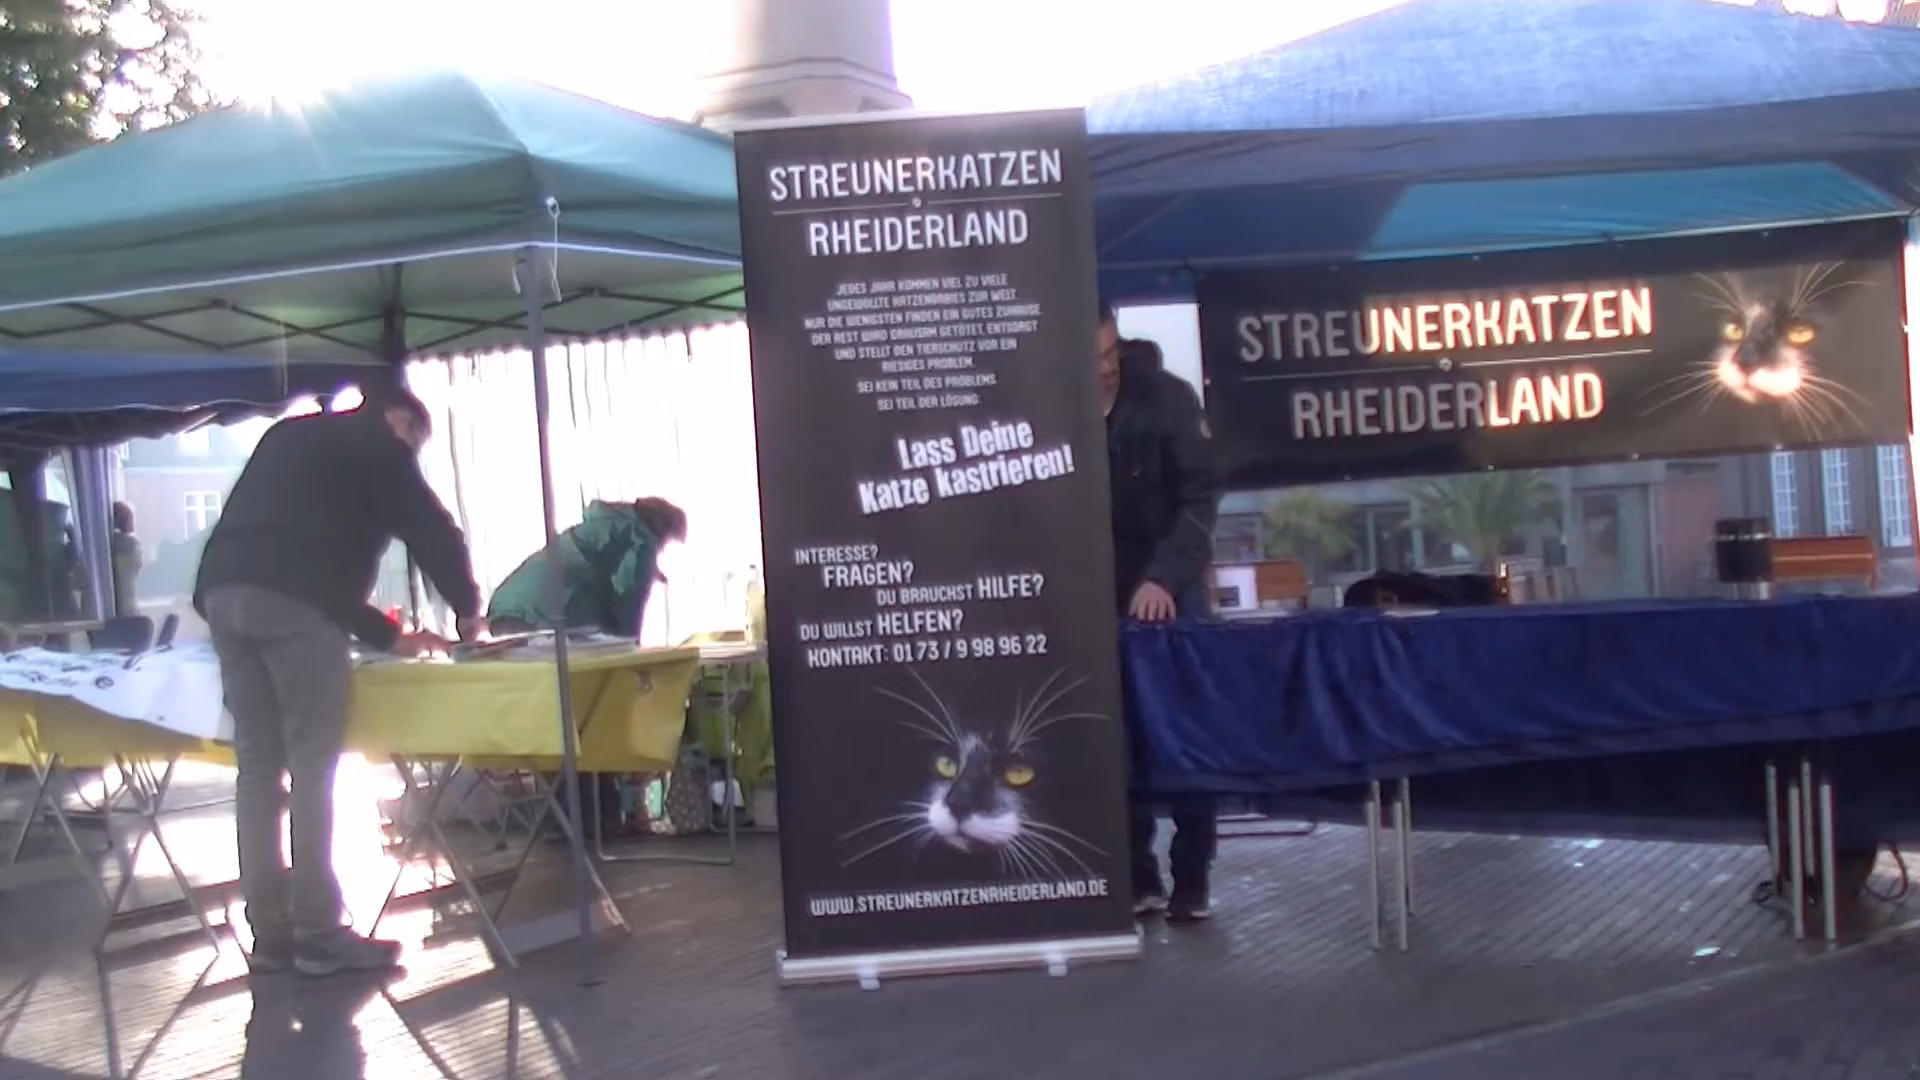 STREUNERKATZEN
RHEIDERLAND
JEDES JAHR KOMMEN VIEL ZU VIELE
UNGEWOLLTE KATZENBABIES ZUR WELT.
NUR DIE WENIGSTEN FINDEN EIN GUTES ZUHAUSE.
DER REST WIRD GRAUSAM GETÖTET, ENTSORGT
UND STELLT DEN TIERSCHUTZ VOR EIN
RIESIGES PROBLEM.
SEI KEIN TEIL DES PROBLEMS.
SEI TEIL DER LÖSUNG.
Lass Deine
Katze kastrieren!
INTERESSE?
FRAGEN?
DU BRAUCHST HILFE?
DU WILLST HELFEN?
KONTAKT: 01 73 / 9 98 96 22
WWW.STREUNERKATZENRHEIDERLAND.DE
STREUNERKATZEN
RHEIDERLAND